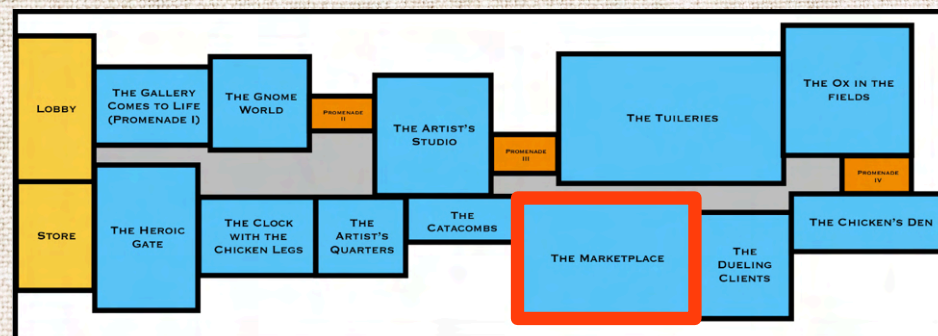 LOBBY
THE GALLERY
COMES TO LIFE
(PROMENADE I)
THE GNOME
WORLD
PROMENADE
II
THE ARTIST'S
STUDIO
PROMENADE
III
THE TUILERIES
THE OX IN THE
FIELDS
PROMENADE
IV
STORE
THE HEROIC
GATE
THE CLOCK
WITH THE
CHICKEN LEGS
THE
ARTIST'S
QUARTERS
THE
CATACOMBS
THE MARKETPLACE
THE
DUELING
CLIENTS
THE CHICKEN'S DEN